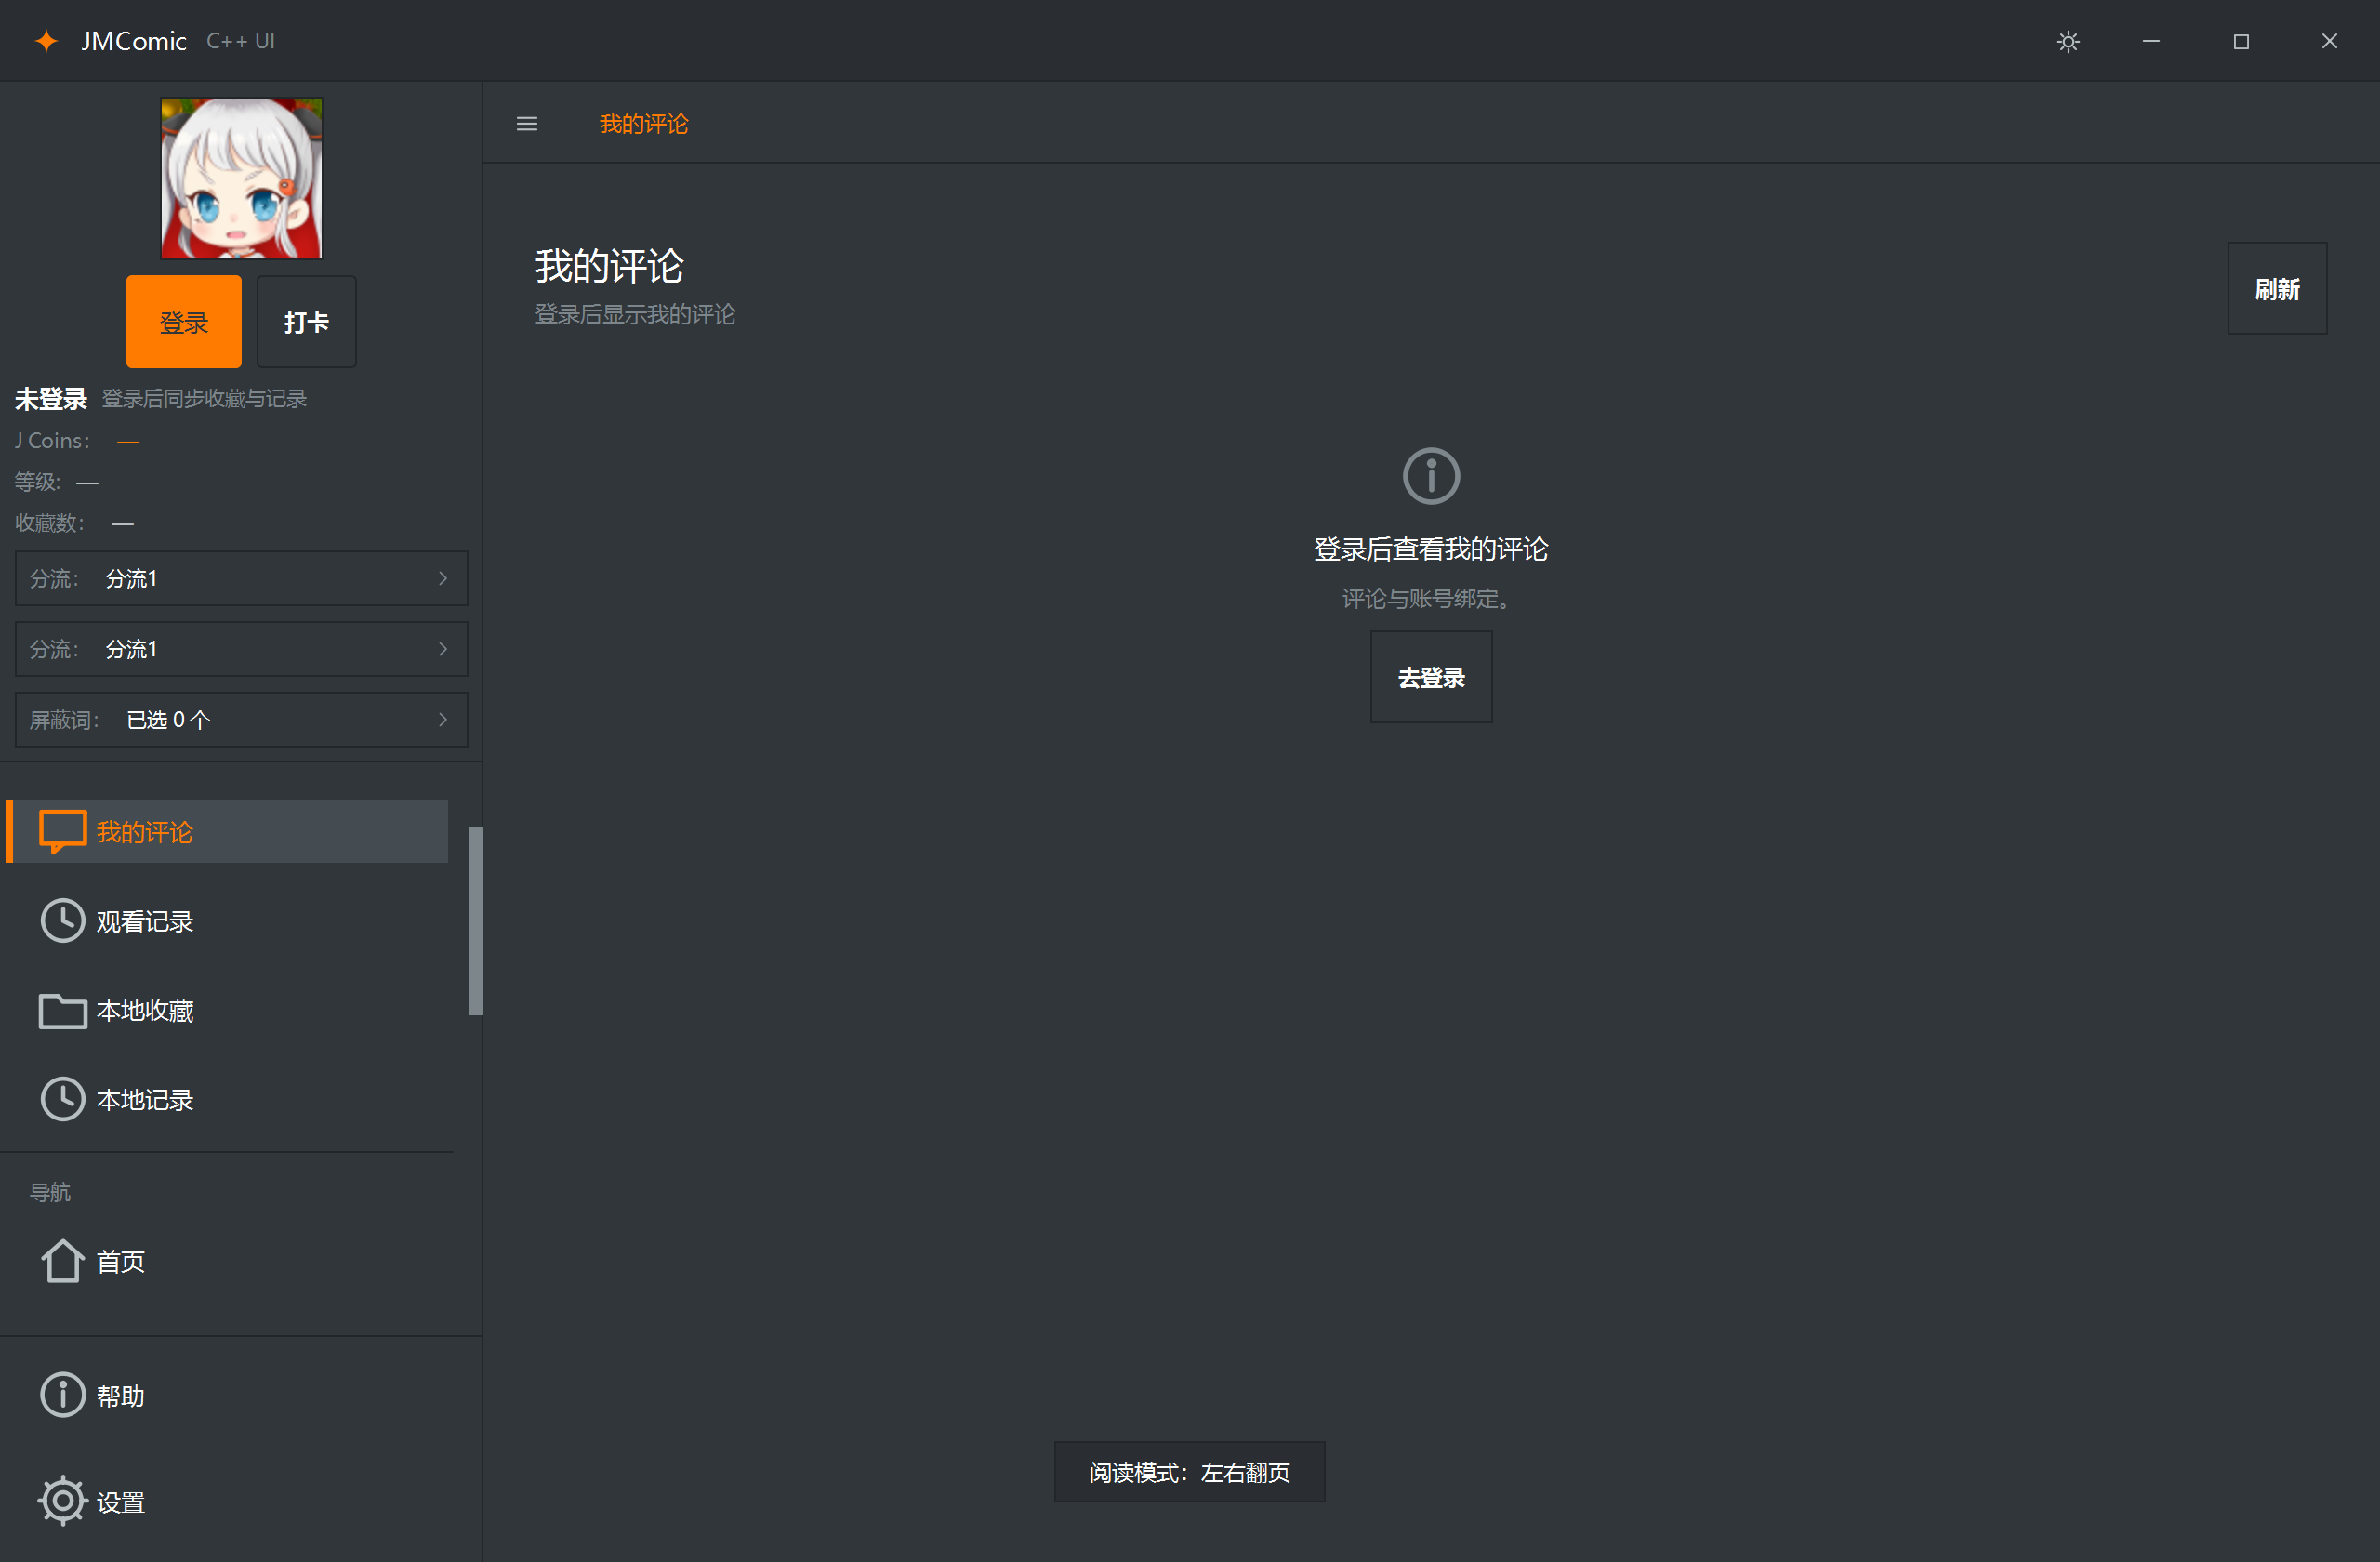 JMComic C++ UI
登录
打卡
未登录 登录后同步收藏与记录
J Coins: —
等级: —
收藏数: —
分流: 分流1
分流: 分流1
屏蔽词: 已选 0 个
我的评论
观看记录
本地收藏
本地记录
导航
首页
帮助
设置
我的评论
我的评论
登录后显示我的评论
刷新
登录后查看我的评论
评论与账号绑定。
去登录
阅读模式：左右翻页